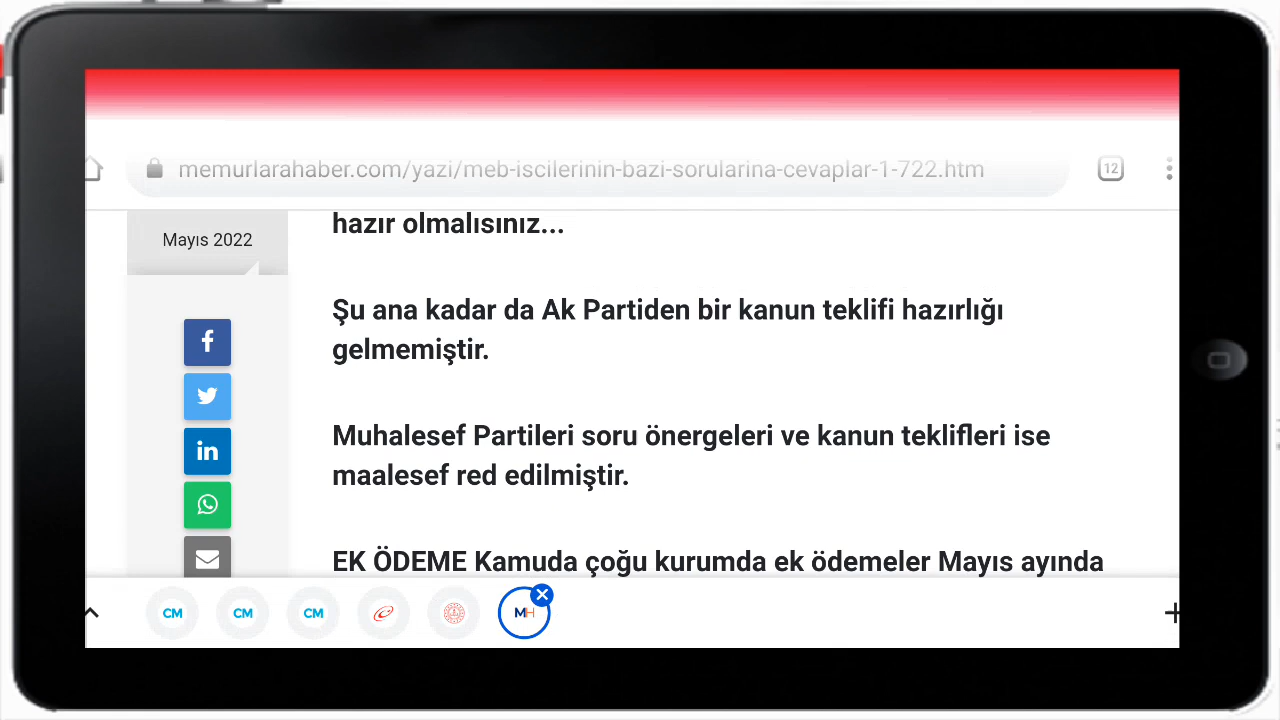 memurlarahaber.com/yazi/meb-iscilerinin-bazi-sorularina-cevaplar-1-722.htm
12
Mayıs 2022
hazır olmalısınız...
Şu ana kadar da Ak Partiden bir kanun teklifi hazırlığı
gelmemiştir.
Muhalesef Partileri soru önergeleri ve kanun teklifleri ise
maalesef red edilmiştir.
EK ÖDEME Kamuda çoğu kurumda ek ödemeler Mayıs ayında
CM CM CM MH